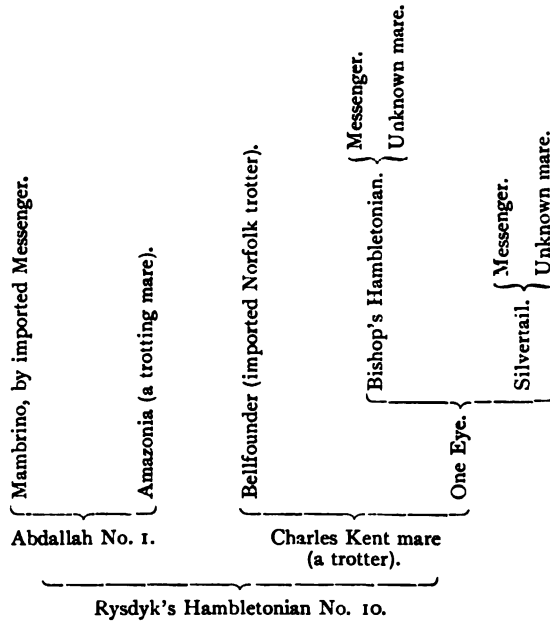 Mambrino, by imported Messenger.
Amazonia (a trotting mare).
Bellfounder (imported Norfolk trotter).
Bishop's Hambletonian.
Messenger.
Unknown mare.
One Eye.
Silvertail.
Messenger.
Unknown mare.
Abdallah No. 1.
Charles Kent mare
(a trotter).
Rysdyk's Hambletonian No. 10.